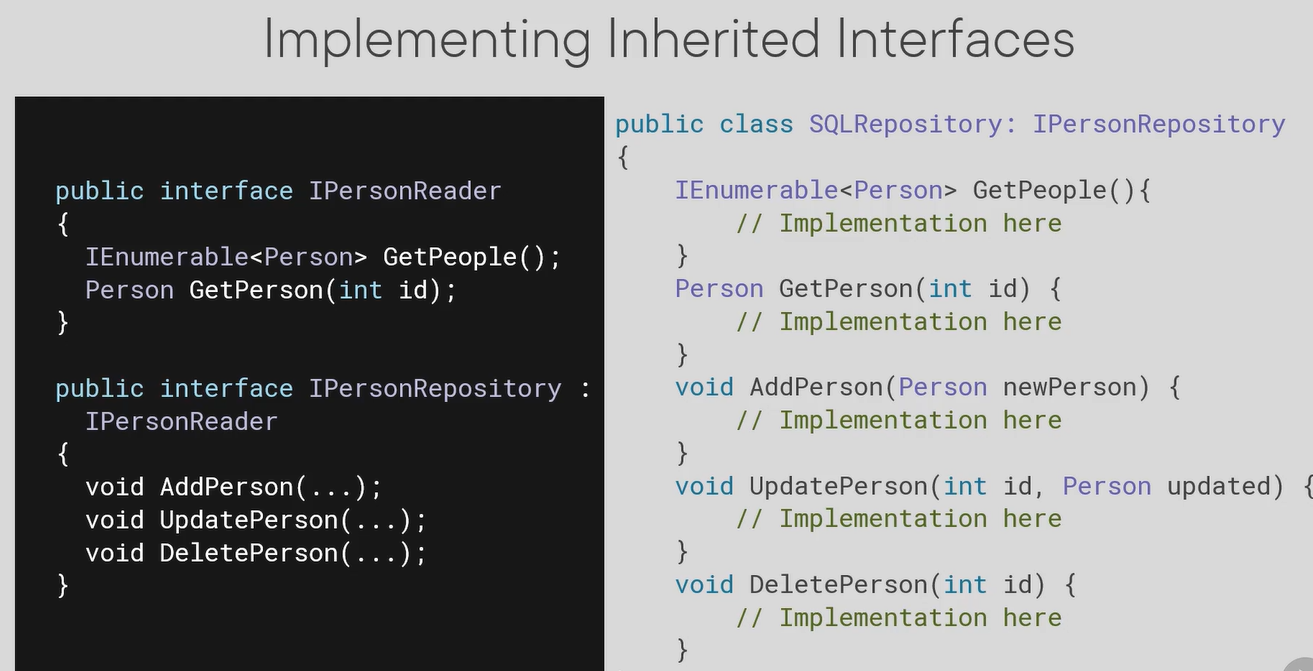 Implementing Inherited Interfaces
public interface IPersonReader
{
  IEnumerable<Person> GetPeople();
  Person GetPerson(int id);
}
public interface IPersonRepository :
  IPersonReader
{
  void AddPerson(...);
  void UpdatePerson(...);
  void DeletePerson(...);
}
public class SQLRepository: IPersonRepository
{
    IEnumerable<Person> GetPeople(){
        // Implementation here
    }
    Person GetPerson(int id) {
        // Implementation here
    }
    void AddPerson(Person newPerson) {
        // Implementation here
    }
    void UpdatePerson(int id, Person updated) {
        // Implementation here
    }
    void DeletePerson(int id) {
        // Implementation here
    }